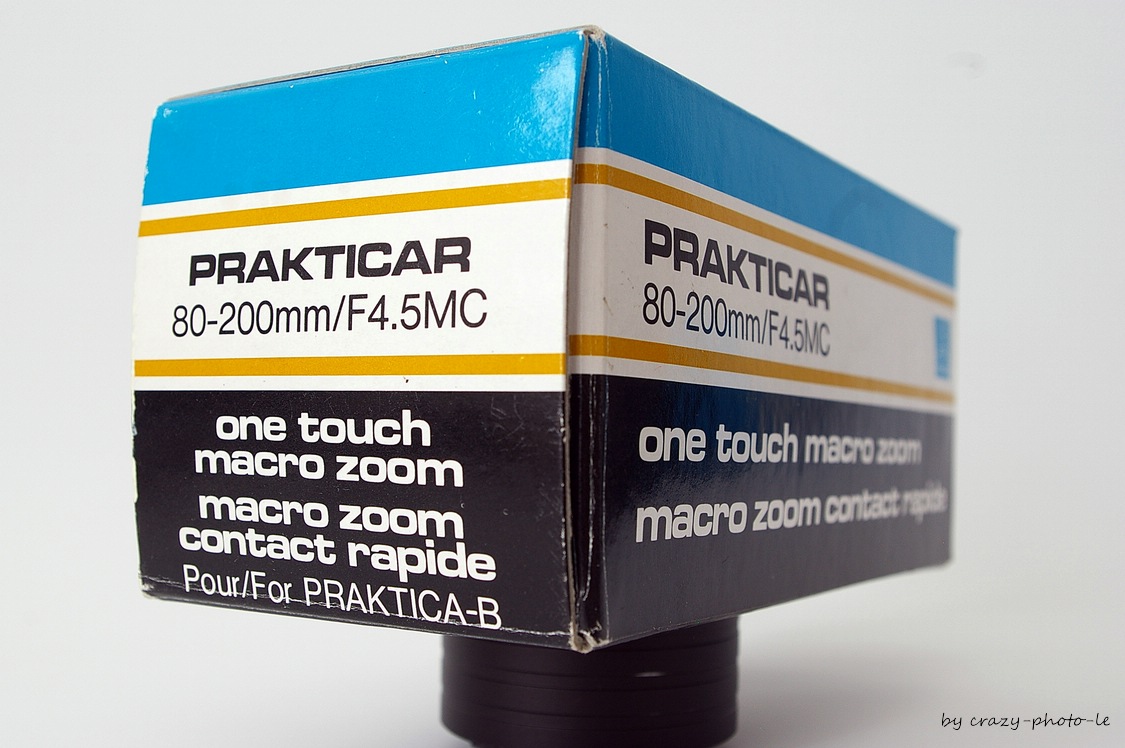 PRAKTICAR
80-200mm/F4.5MC
one touch
macro zoom
macro zoom
contact rapide
Pour/For PRAKTICA-B
PRAKTICAR
80-200mm/F4.5MC
one touch macro zoom
macro zoom contact rapide
by crazy-photo-le